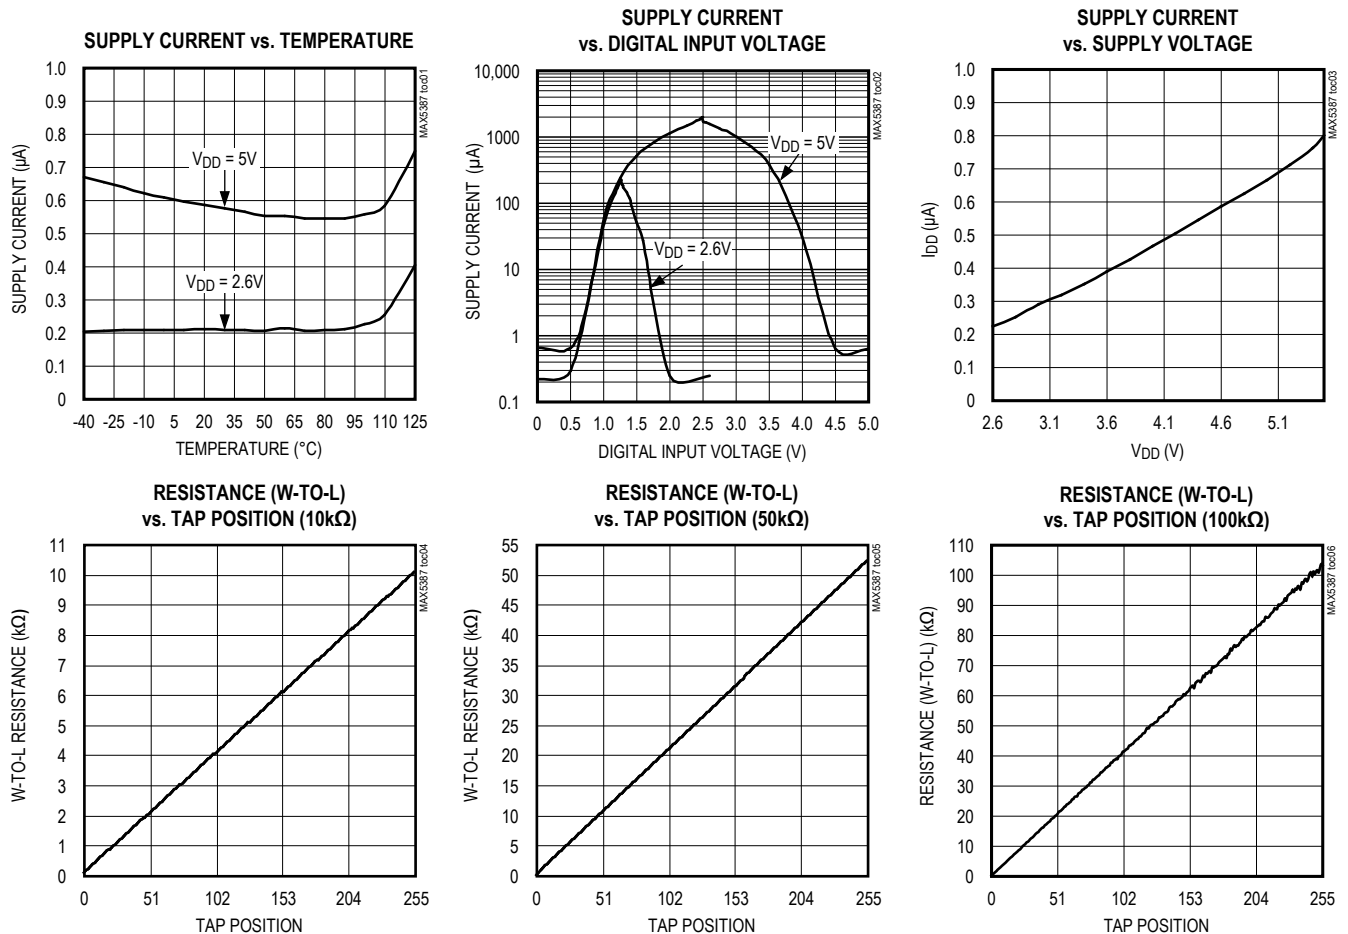 SUPPLY CURRENT vs. TEMPERATURE
1.0
0.9
0.8
0.7
0.6
0.5
0.4
0.3
0.2
0.1
0
SUPPLY CURRENT (µA)
VDD = 5V
VDD = 2.6V
-40 -25 -10 5 20 35 50 65 80 95 110 125
TEMPERATURE (°C)
MAX5387 toc01
SUPPLY CURRENT
vs. DIGITAL INPUT VOLTAGE
10,000
1000
100
10
1
0.1
SUPPLY CURRENT (µA)
VDD = 5V
VDD = 2.6V
0 0.5 1.0 1.5 2.0 2.5 3.0 3.5 4.0 4.5 5.0
DIGITAL INPUT VOLTAGE (V)
MAX5387 toc02
SUPPLY CURRENT
vs. SUPPLY VOLTAGE
1.0
0.9
0.8
0.7
0.6
0.5
0.4
0.3
0.2
0.1
0
IDD (µA)
2.6 3.1 3.6 4.1 4.6 5.1
VDD (V)
MAX5387 toc03
RESISTANCE (W-TO-L)
vs. TAP POSITION (10kΩ)
11
10
9
8
7
6
5
4
3
2
1
0
W-TO-L RESISTANCE (kΩ)
0 51 102 153 204 255
TAP POSITION
MAX5387 toc04
RESISTANCE (W-TO-L)
vs. TAP POSITION (50kΩ)
55
50
45
40
35
30
25
20
15
10
5
0
W-TO-L RESISTANCE (kΩ)
0 51 102 153 204 255
TAP POSITION
MAX5387 toc05
RESISTANCE (W-TO-L)
vs. TAP POSITION (100kΩ)
110
100
90
80
70
60
50
40
30
20
10
0
RESISTANCE (W-TO-L) (kΩ)
0 51 102 153 204 255
TAP POSITION
MAX5387 toc06